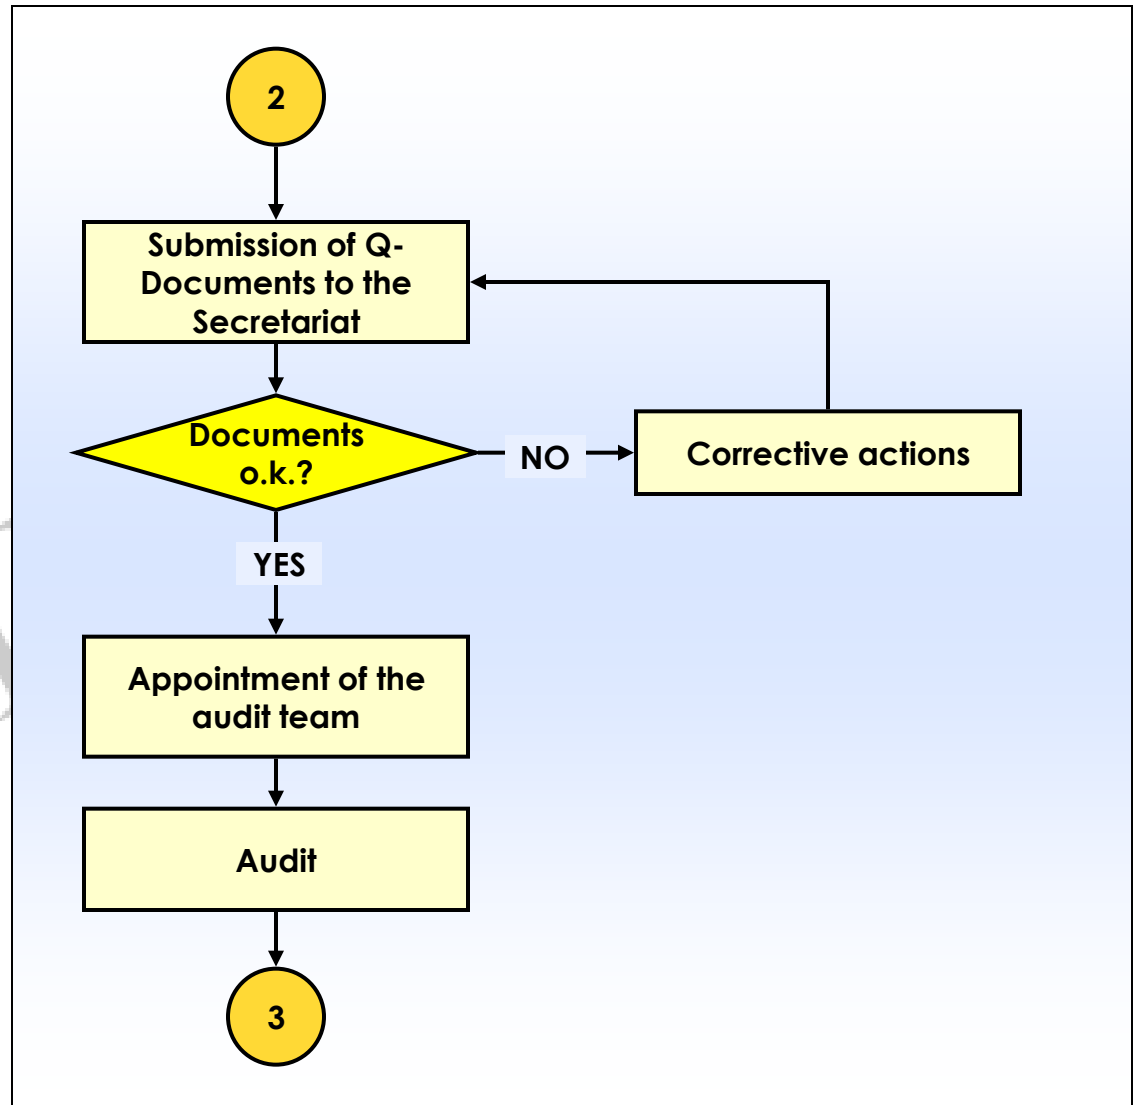 2
Submission of Q-
Documents to the
Secretariat
Documents
o.k.?
NO
Corrective actions
YES
Appointment of the
audit team
Audit
3